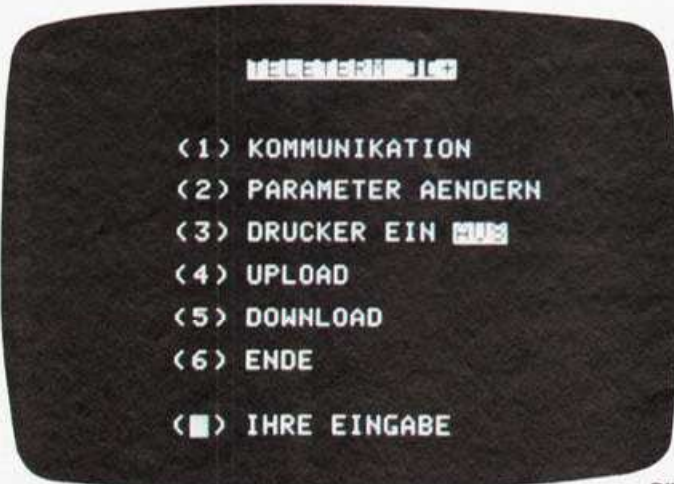 (1) KOMMUNIKATION
(2) PARAMETER AENDERN
(3) DRUCKER EIN AUS
(4) UPLOAD
(5) DOWNLOAD
(6) ENDE
( ) IHRE EINGABE